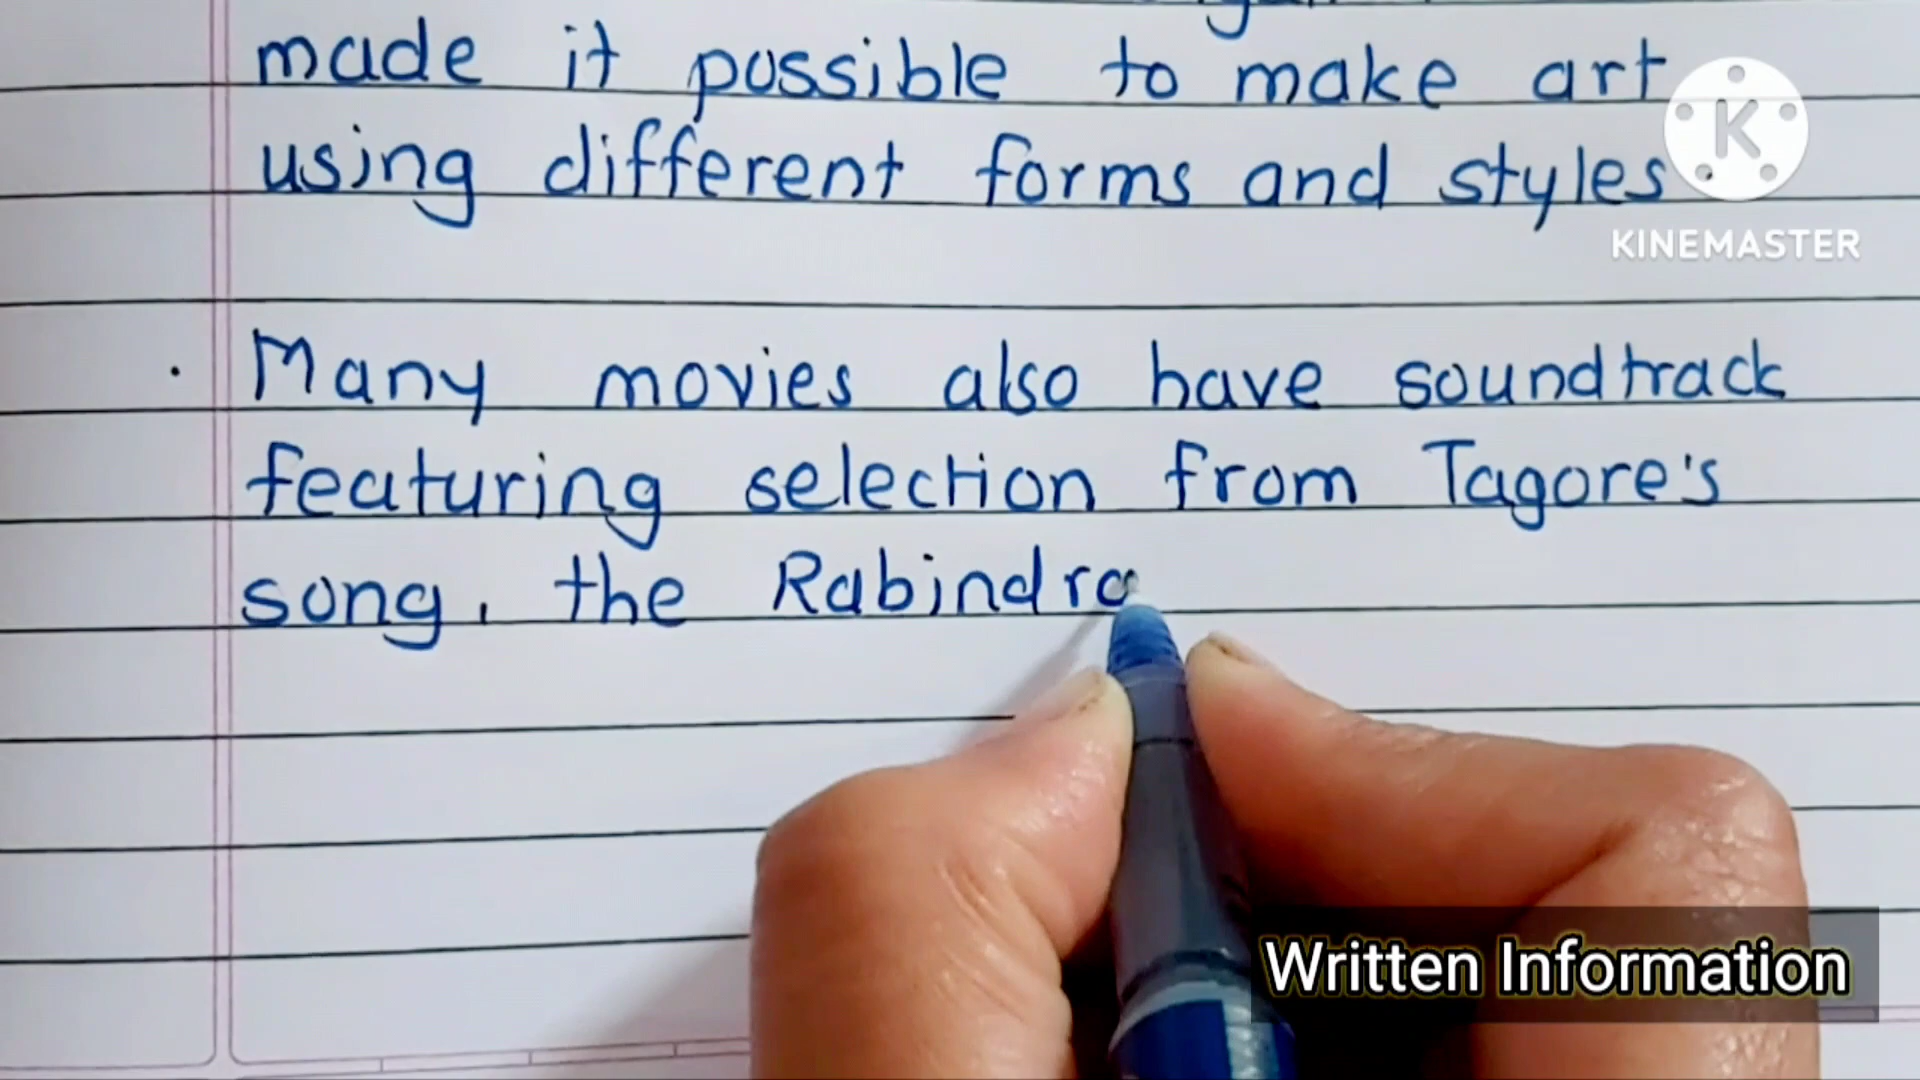 made it possible to make art
using different forms and styles.
K
KINEMASTER
. Many movies also have soundtrack
featuring selection from Tagore's
song, the Rabindra
Written Information